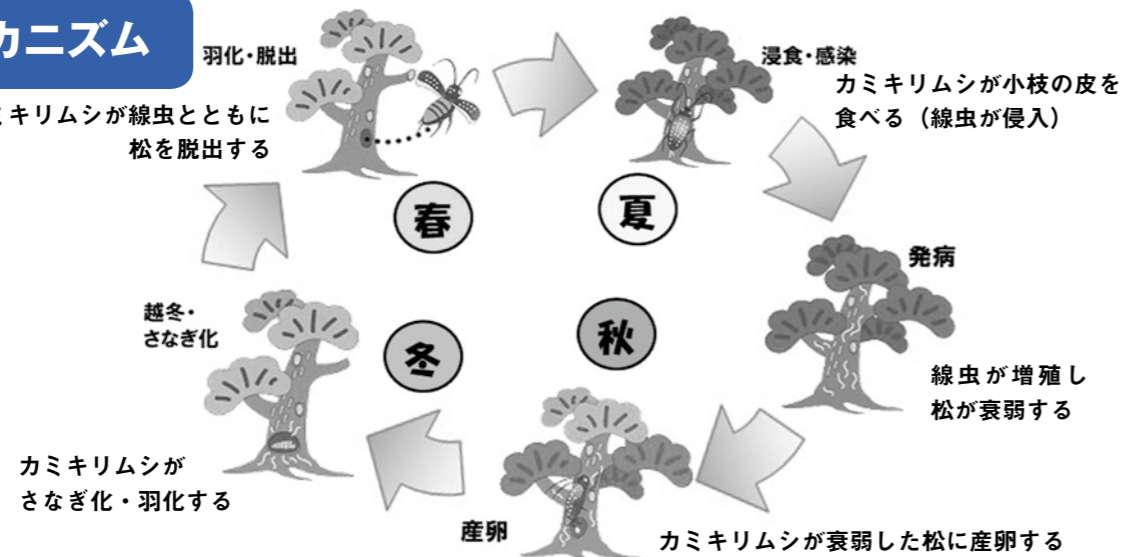 カニズム
羽化・脱出
キリムシが線虫とともに
松を脱出する
春
浸食・感染
カミキリムシが小枝の皮を
食べる（線虫が侵入）
夏
発病
線虫が増殖し
松が衰弱する
秋
産卵
カミキリムシが衰弱した松に産卵する
冬
越冬・
さなぎ化
カミキリムシが
さなぎ化・羽化する